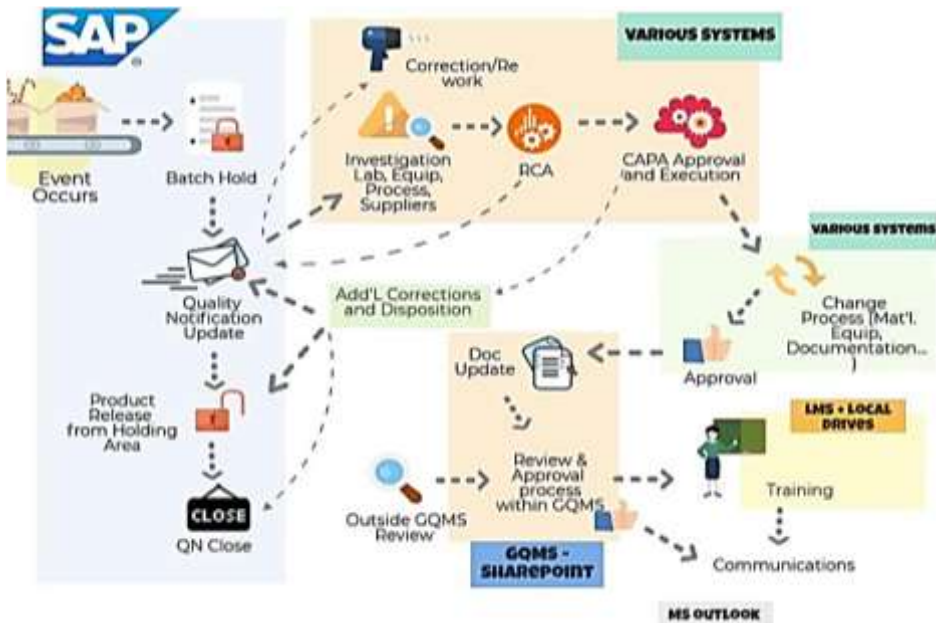 SAP
®
VARIOUS SYSTEMS
Correction/Re
work
Event
Occurs
Batch Hold
Investigation
Lab, Equip,
Process,
Suppliers
RCA
CAPA Approval
and Execution
VARIOUS SYSTEMS
Quality
Notification
Update
Add'L Corrections
and Disposition
Change
Process (Mat'l.
Equip,
Documentation...
)
Approval
Doc
Update
Product
Release
from Holding
Area
LMS + LOCAL
DRIVES
Review &
Approval
process
within GQMS
Training
CLOSE
QN Close
Outside GQMS
Review
GQMS -
SHAREPOINT
Communications
MS OUTLOOK